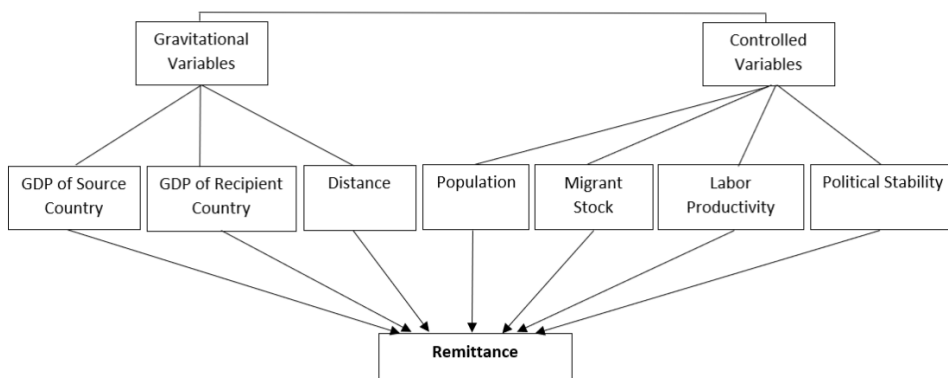 Gravitational
Variables
Controlled
Variables
GDP of Source
Country
GDP of Recipient
Country
Distance
Population
Migrant
Stock
Labor
Productivity
Political Stability
Remittance